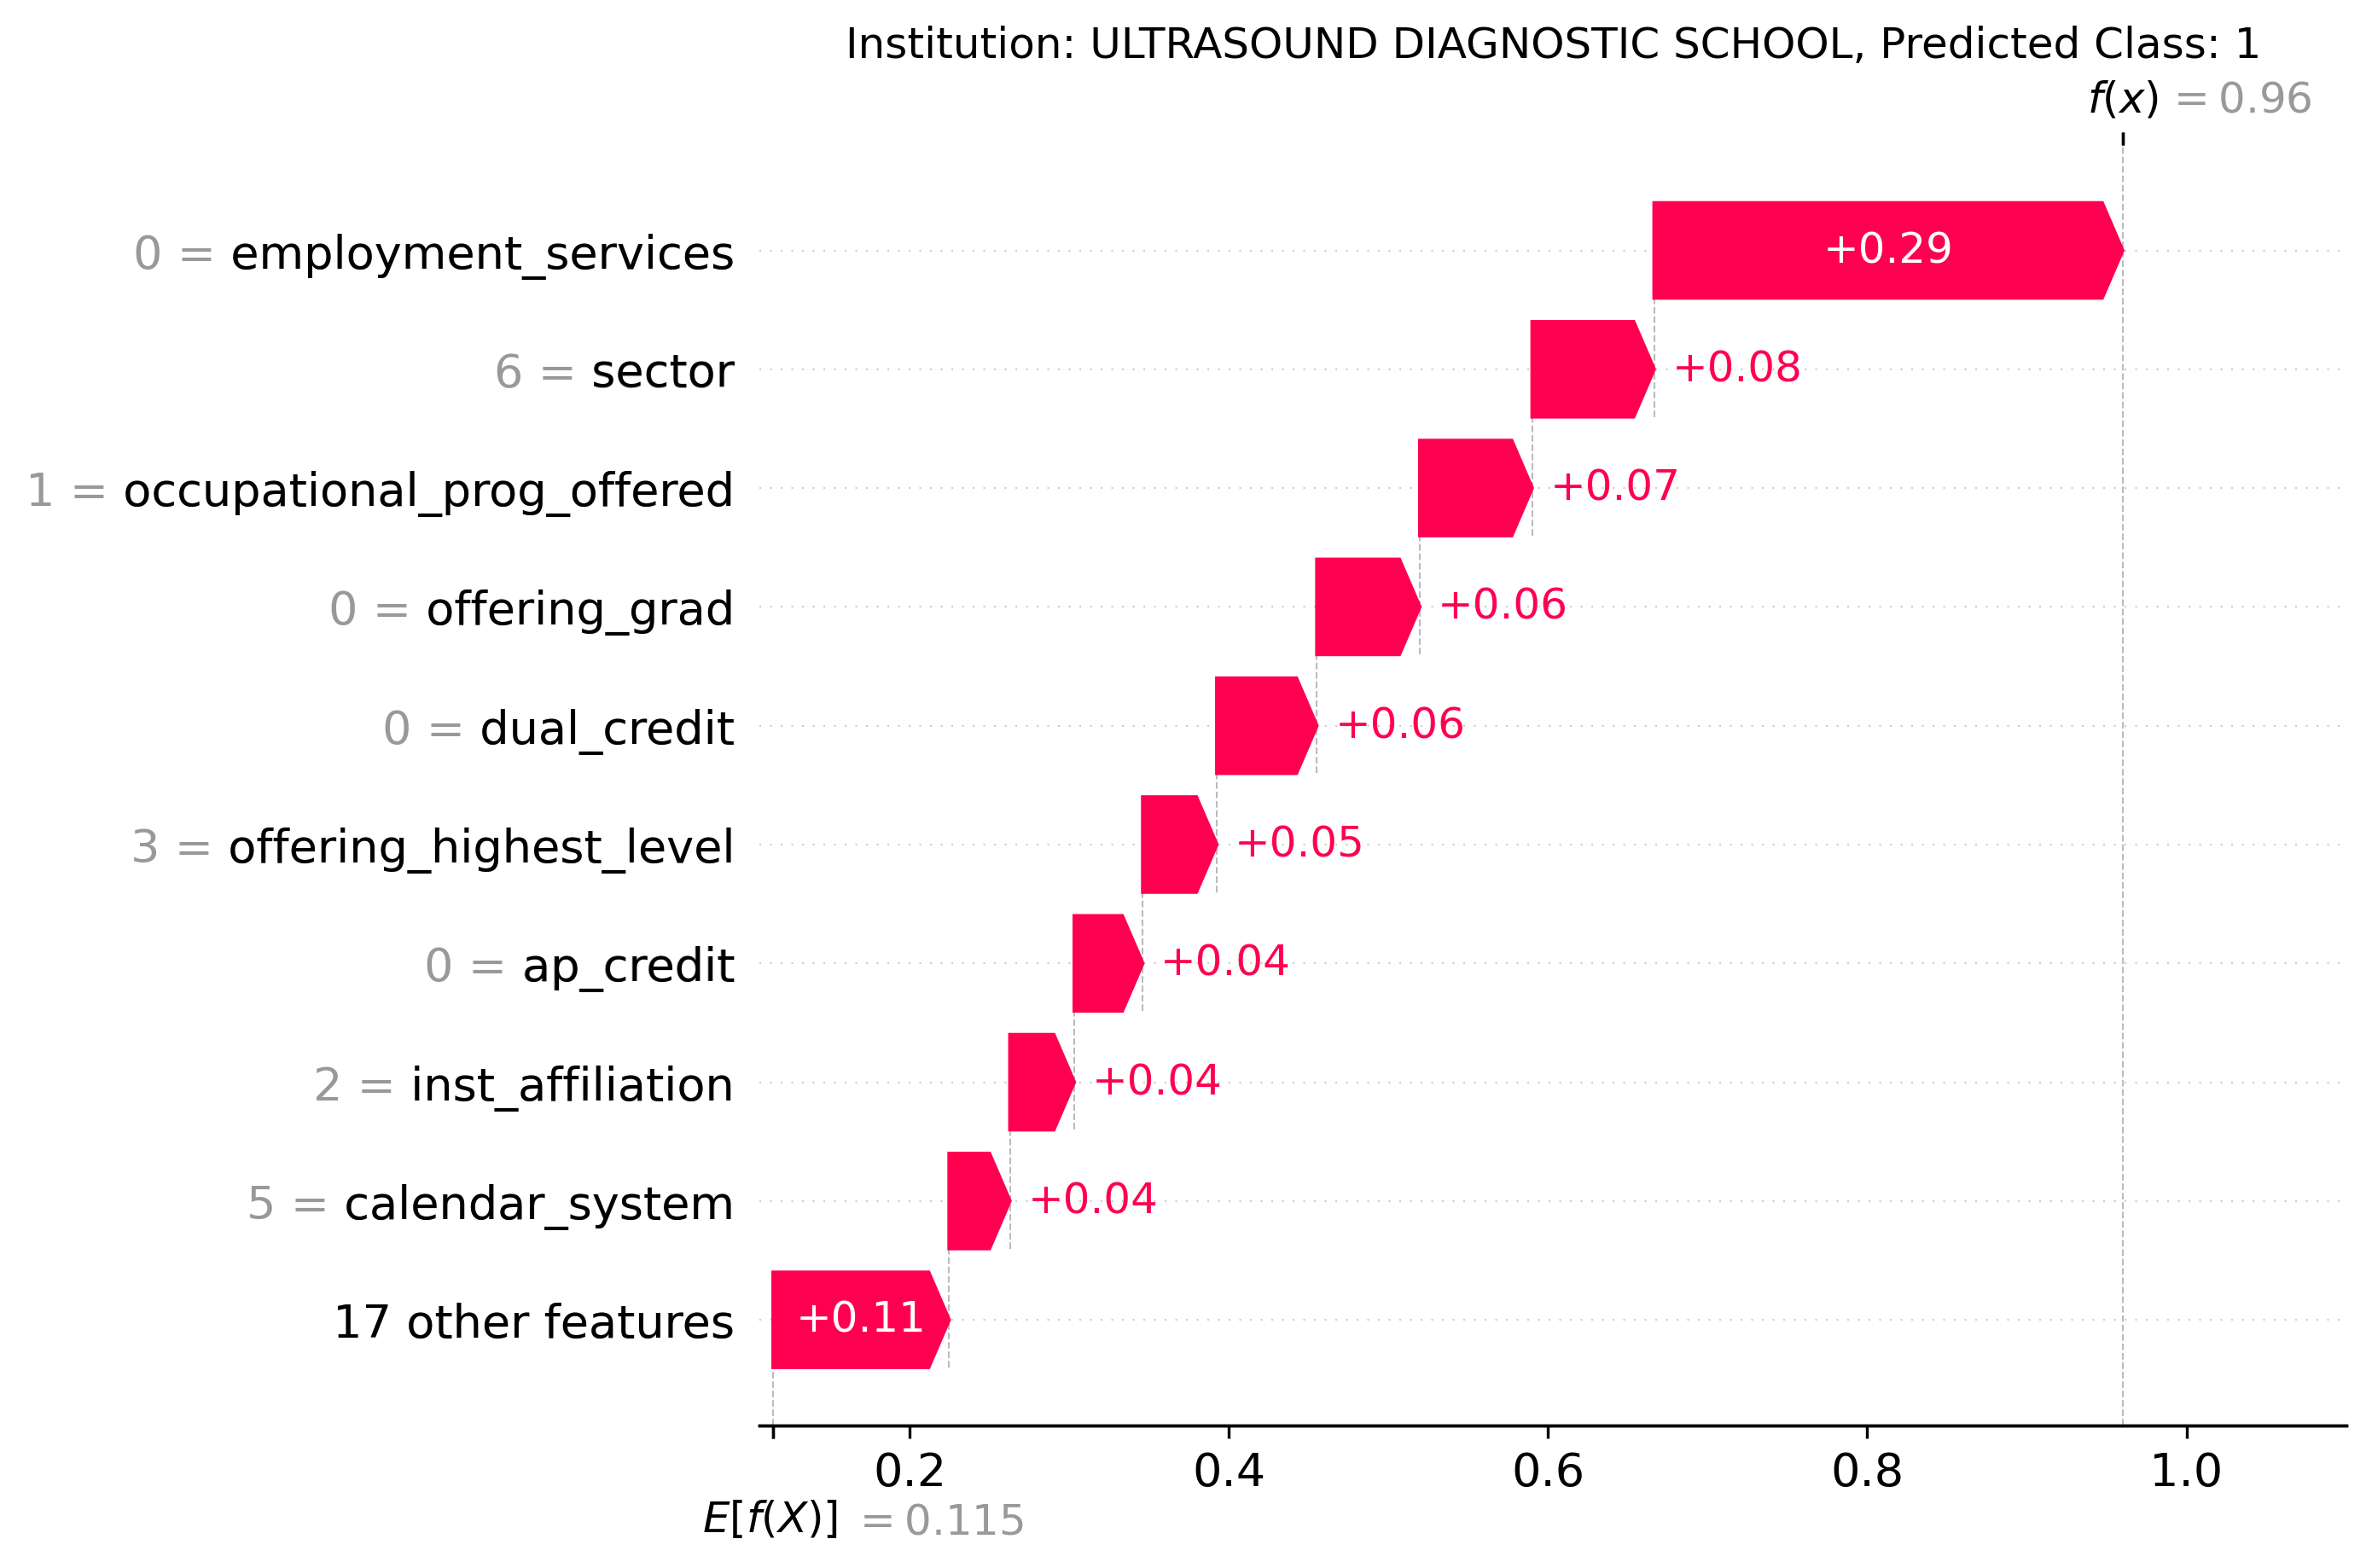 Institution: ULTRASOUND DIAGNOSTIC SCHOOL, Predicted Class: 1
f(x) = 0.96
0 = employment_services +0.29
6 = sector +0.08
1 = occupational_prog_offered +0.07
0 = offering_grad +0.06
0 = dual_credit +0.06
3 = offering_highest_level +0.05
0 = ap_credit +0.04
2 = inst_affiliation +0.04
5 = calendar_system +0.04
17 other features +0.11
0.2 0.4 0.6 0.8 1.0
E[f(X)] = 0.115